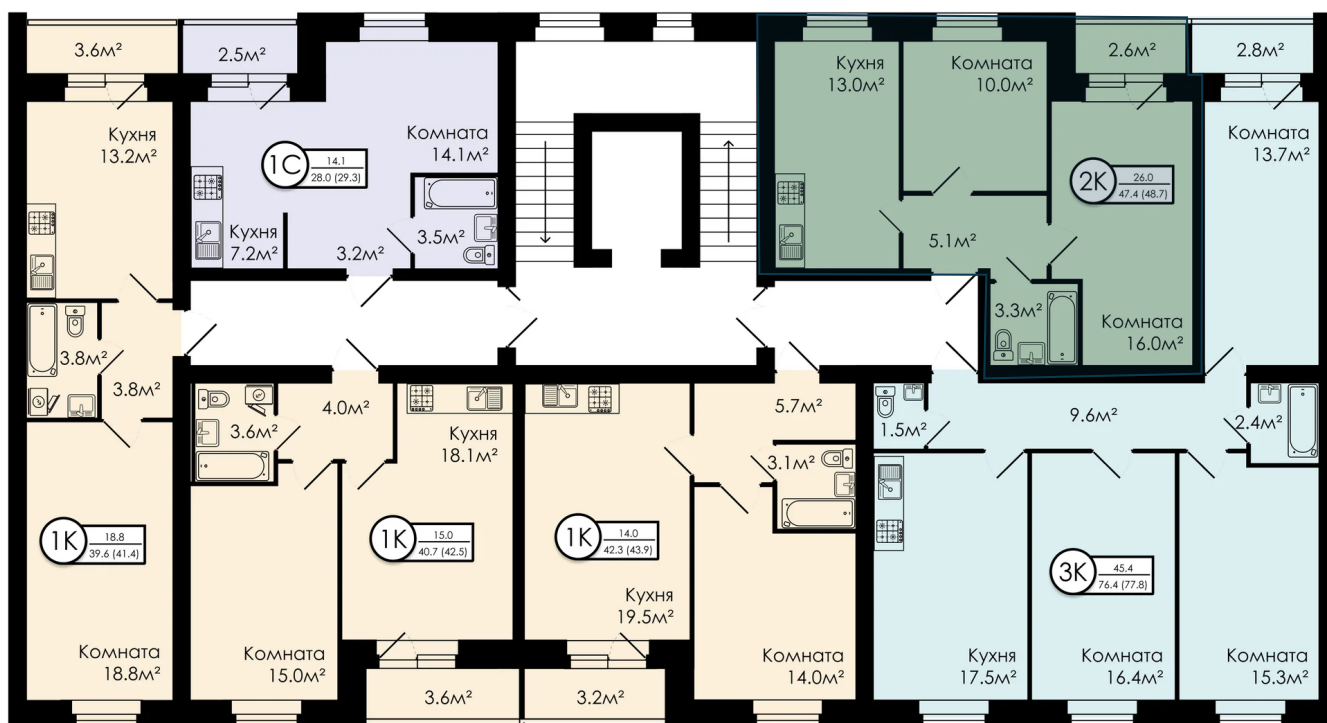 3.6м²
Кухня
13.2м²
3.8м²
3.8м²
1К
18.8
39.6 (41.4)
Комната
18.8м²
2.5м²
1С
14.1
28.0 (29.3)
Комната
14.1м²
Кухня
7.2м²
3.2м²
3.5м²
Кухня
13.0м²
Комната
10.0м²
2.6м²
2К
26.0
47.4 (48.7)
5.1м²
3.3м²
Комната
16.0м²
2.8м²
Комната
13.7м²
1.5м²
9.6м²
2.4м²
Кухня
17.5м²
3К
45.4
76.4 (77.8)
Комната
16.4м²
Комната
15.3м²
3.6м²
4.0м²
Кухня
18.1м²
1К
15.0
40.7 (42.5)
Комната
15.0м²
3.6м²
5.7м²
3.1м²
1К
14.0
42.3 (43.9)
Кухня
19.5м²
Комната
14.0м²
3.2м²